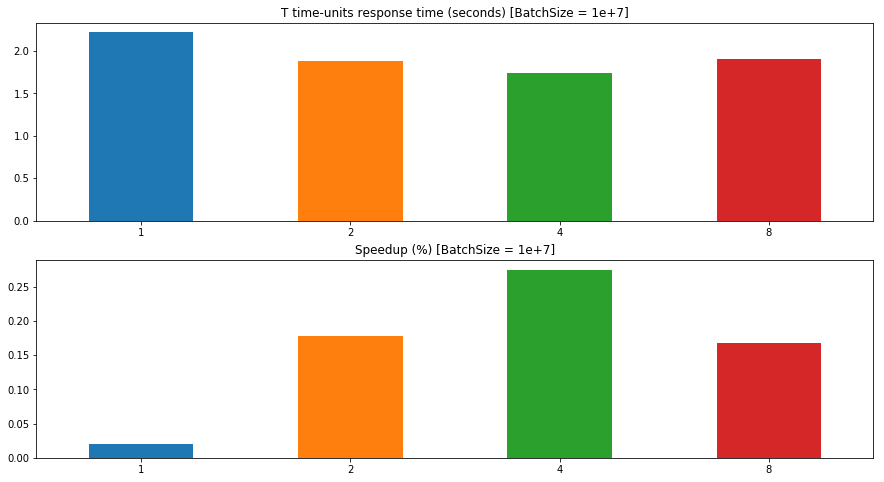 T time-units response time (seconds) [BatchSize = 1e+7]
2.0
1.5
1.0
0.5
0.0
1 2 4 8
Speedup (%) [BatchSize = 1e+7]
0.25
0.20
0.15
0.10
0.05
0.00
1 2 4 8